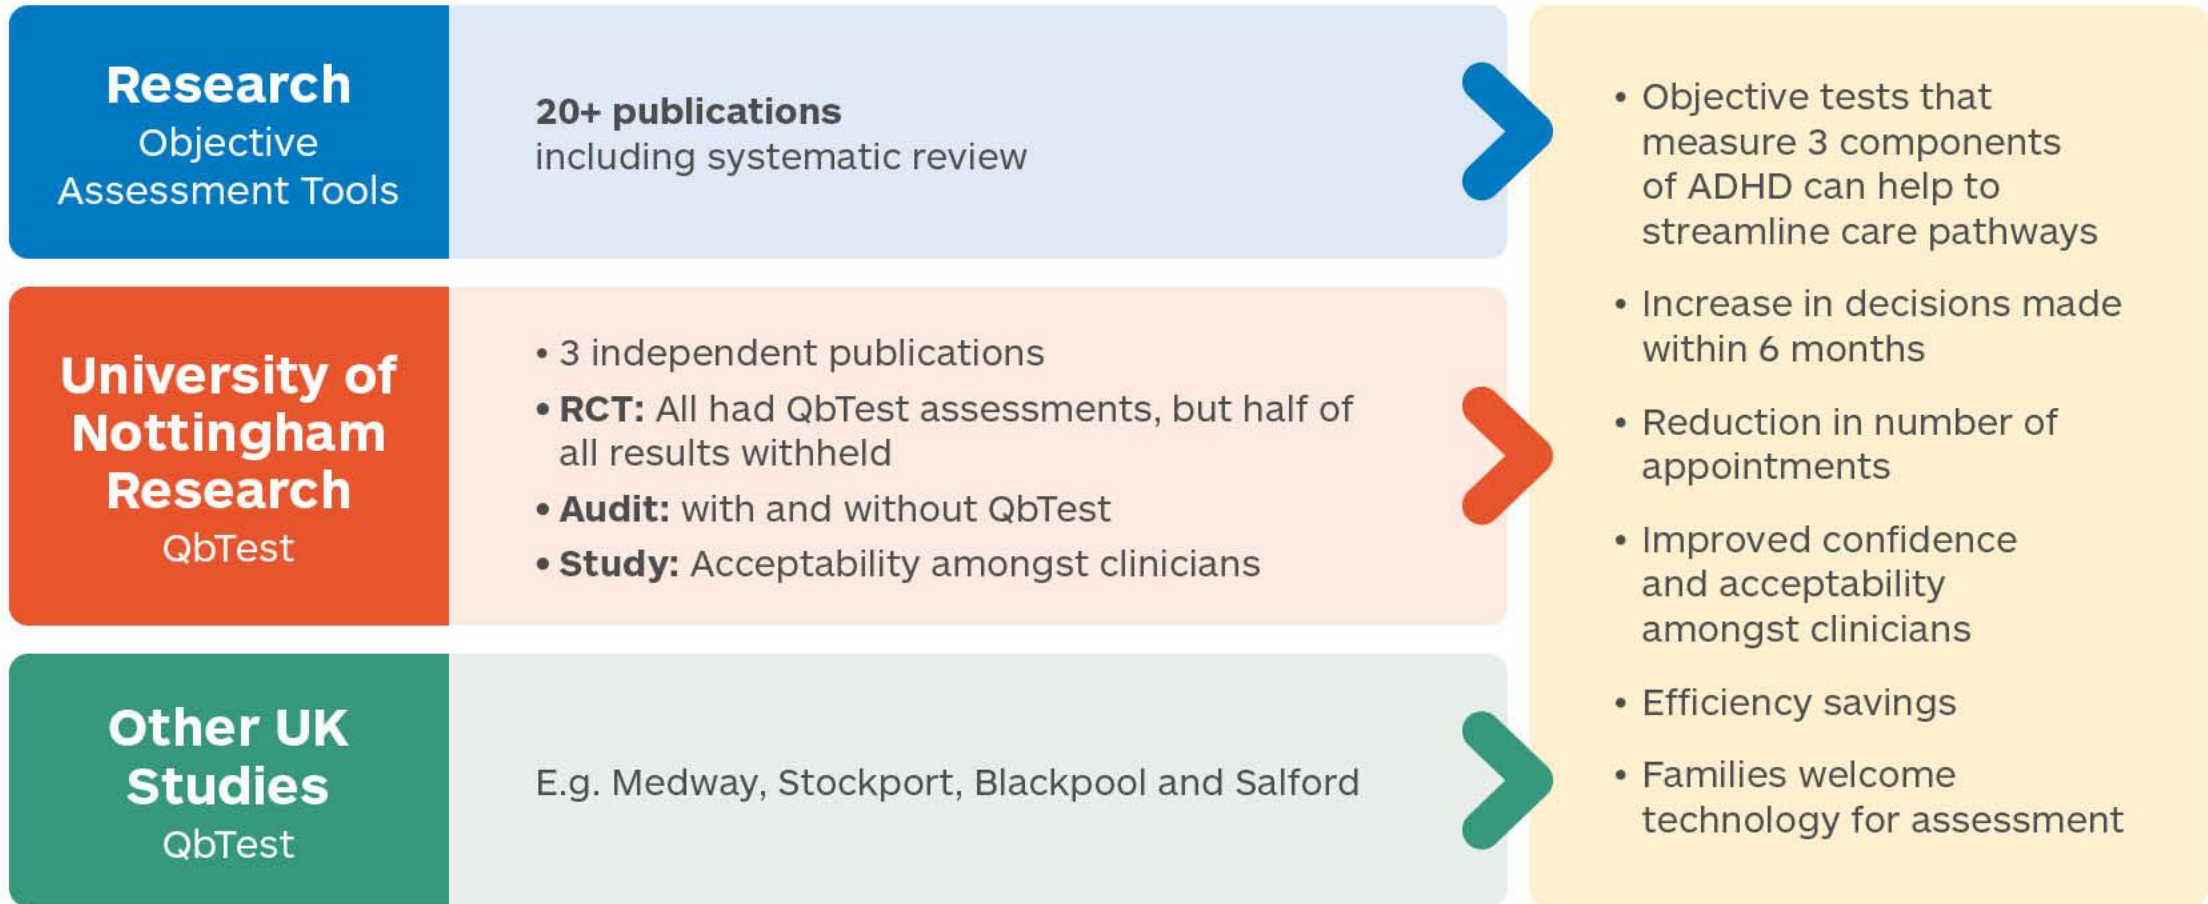 Research
Objective
Assessment Tools
20+ publications
including systematic review
University of
Nottingham
Research
QbTest
• 3 independent publications
• RCT: All had QbTest assessments, but half of
all results withheld
• Audit: with and without QbTest
• Study: Acceptability amongst clinicians
Other UK
Studies
QbTest
E.g. Medway, Stockport, Blackpool and Salford
• Objective tests that
measure 3 components
of ADHD can help to
streamline care pathways
• Increase in decisions made
within 6 months
• Reduction in number of
appointments
• Improved confidence
and acceptability
amongst clinicians
• Efficiency savings
• Families welcome
technology for assessment